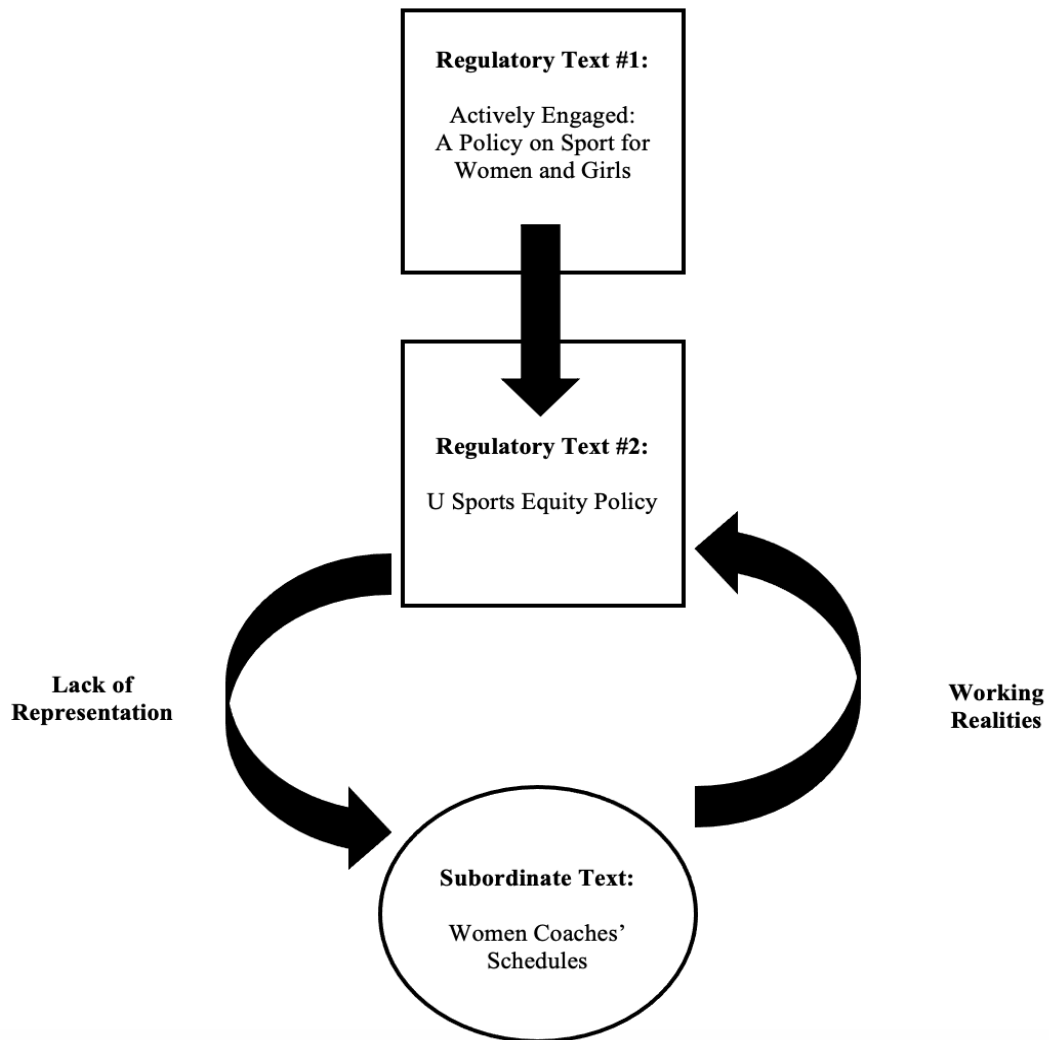 Regulatory Text #1:
Actively Engaged:
A Policy on Sport for
Women and Girls
Regulatory Text #2:
U Sports Equity Policy
Lack of
Representation
Working
Realities
Subordinate Text:
Women Coaches’
Schedules